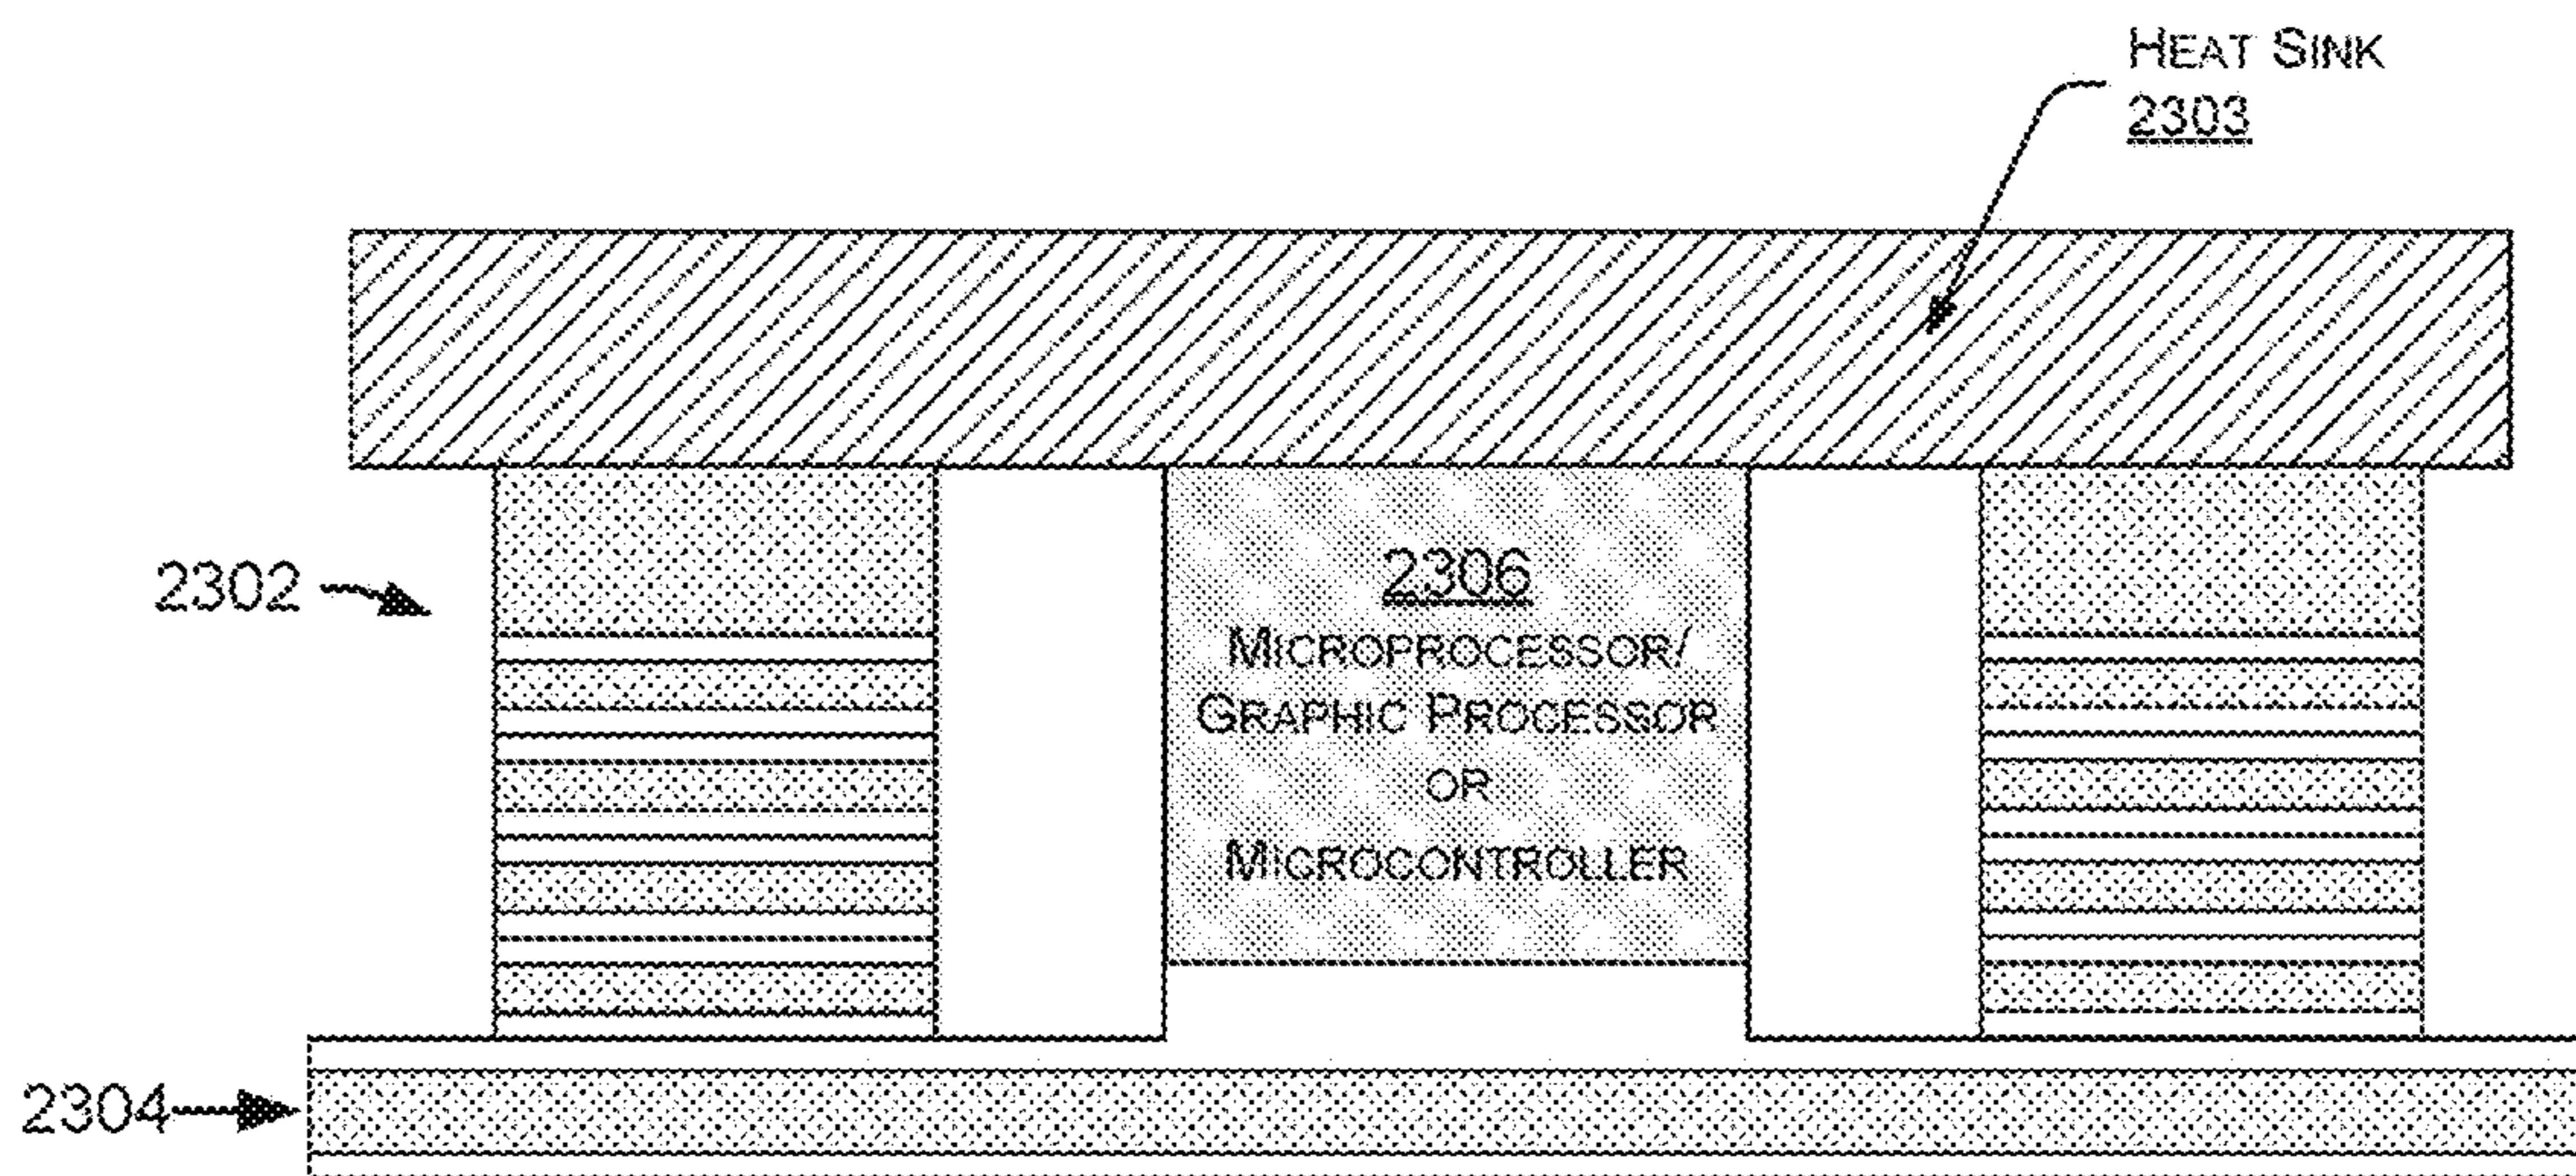 HEAT SINK
2303
2302
2306
MICROPROCESSOR/
GRAPHIC PROCESSOR
OR
MICROCONTROLLER
2304